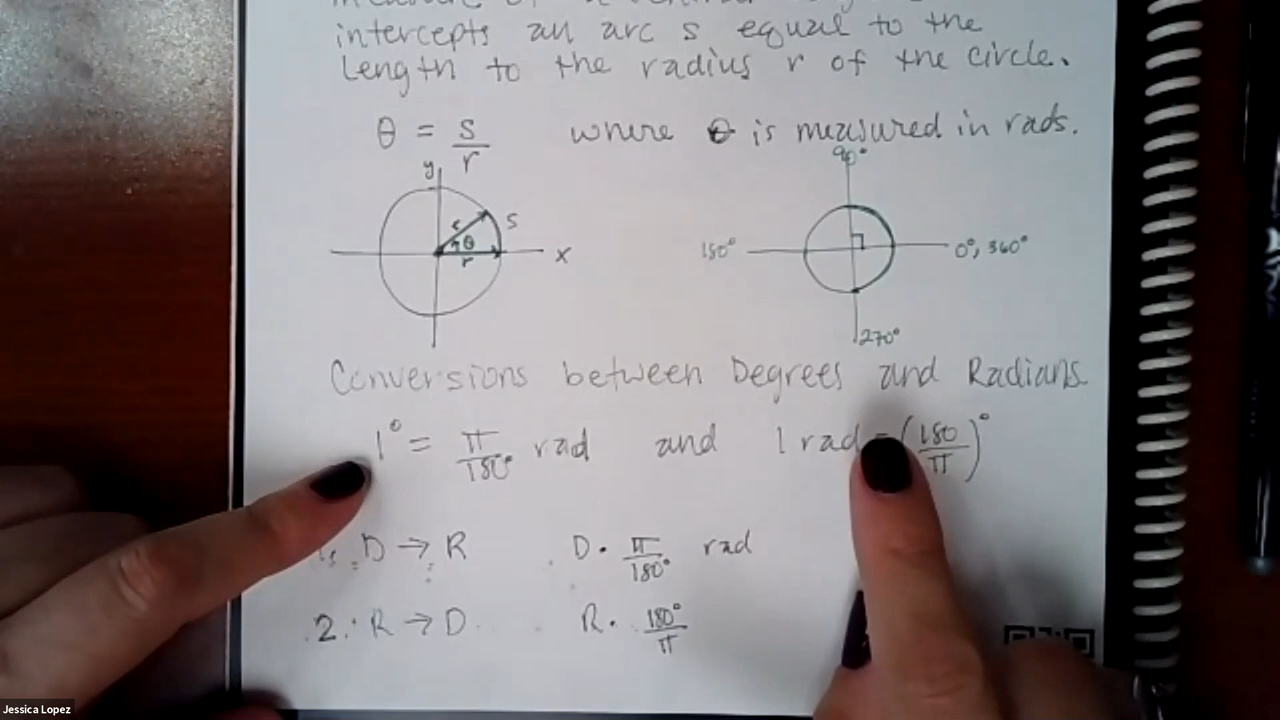 intercepts an arc s equal to the
length to the radius r of the circle.
θ = s/r where θ is measured in rads.
y 90°
r θ s
r
x 180° 0°, 360°
270°
Conversions between Degrees and Radians
1° = π/180° rad and 1 rad = (180/π)°
1. D → R D · π/180° rad
2. R → D R · 180°/π
Jessica Lopez